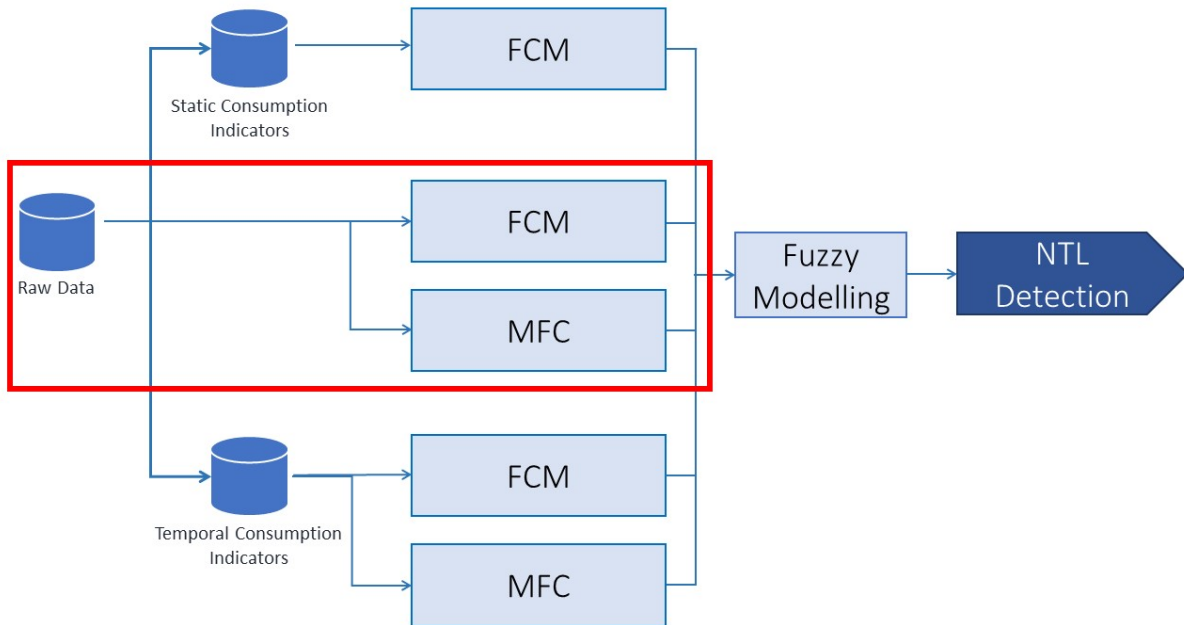 FCM
Static Consumption
Indicators
Raw Data
FCM
MFC
Fuzzy
Modelling
NTL
Detection
Temporal Consumption
Indicators
FCM
MFC